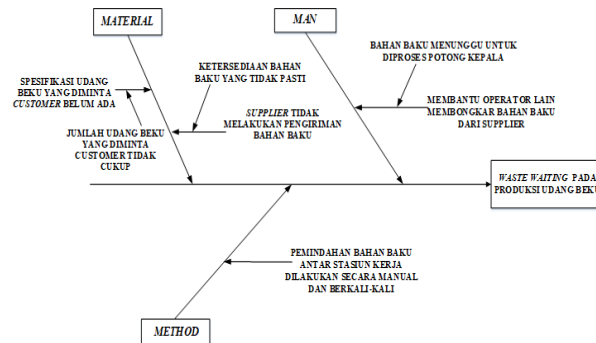 MATERIAL
MAN
KETERSEDIAAN BAHAN
BAKU YANG TIDAK PASTI
BAHAN BAKU MENUNGGU UNTUK
DIPROSES POTONG KEPALA
SPESIFIKASI UDANG
BEKU YANG DIMINTA
CUSTOMER BELUM ADA
SUPPLIER TIDAK
MELAKUKAN PENGIRIMAN
BAHAN BAKU
MEMBANTU OPERATOR LAIN
MEMBONGKAR BAHAN BAKU
DARI SUPPLIER
JUMLAH UDANG BEKU
YANG DIMINTA
CUSTOMER TIDAK
CUKUP
WASTE WAITING PADA
PRODUKSI UDANG BEKU
PEMINDAHAN BAHAN BAKU
ANTAR STASIUN KERJA
DILAKUKAN SECARA MANUAL
DAN BERKALI-KALI
METHOD